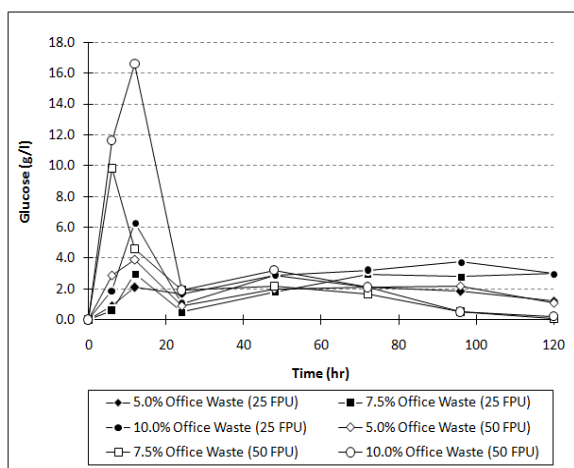 18.0
16.0
14.0
12.0
10.0
8.0
6.0
4.0
2.0
0.0
Glucose (g/l)
0 20 40 60 80 100 120
Time (hr)
5.0% Office Waste (25 FPU) 7.5% Office Waste (25 FPU)
10.0% Office Waste (25 FPU) 5.0% Office Waste (50 FPU)
7.5% Office Waste (50 FPU) 10.0% Office Waste (50 FPU)